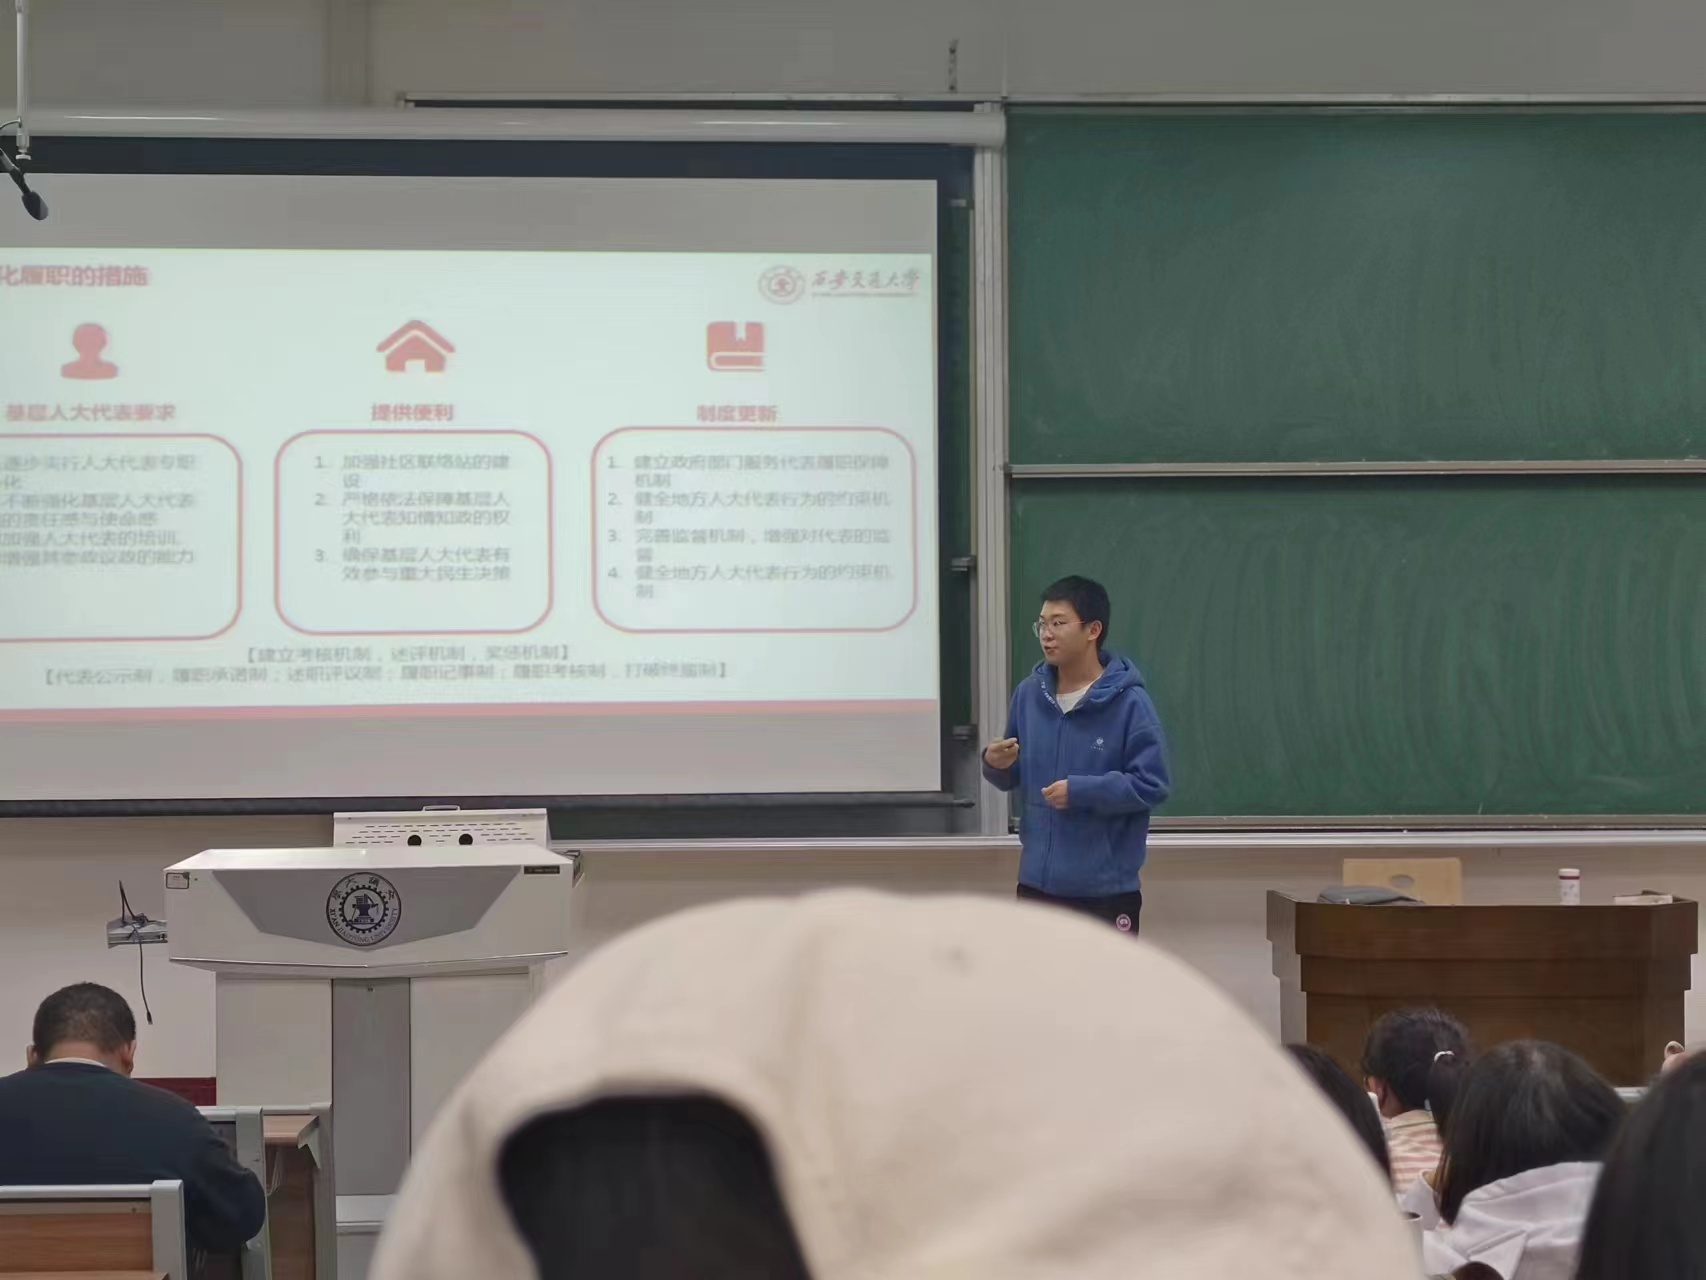 化履职的措施
西安交通大学
基层人大代表要求
逐步实行人大代表专职
化
不断强化基层人大代表
的责任感与使命感
加强人大代表的培训,
增强其参政议政的能力
提供便利
1. 加强社区联络站的建
设
2. 严格依法保障基层人
大代表知情知政的权
利
3. 确保基层人大代表有
效参与重大民生决策
制度更新
1. 建立政府部门服务代表履职保障
机制
2. 健全地方人大代表行为的约束机
制
3. 完善监督机制，增强对代表的监
督
4. 健全地方人大代表行为的约束机
制
【建立考核机制，述评机制，奖惩机制】
【代表公示制，履职承诺制；述职评议制；履职记事制；履职考核制，打破终届制】
XI'AN JIAOTONG UNIVERSITY